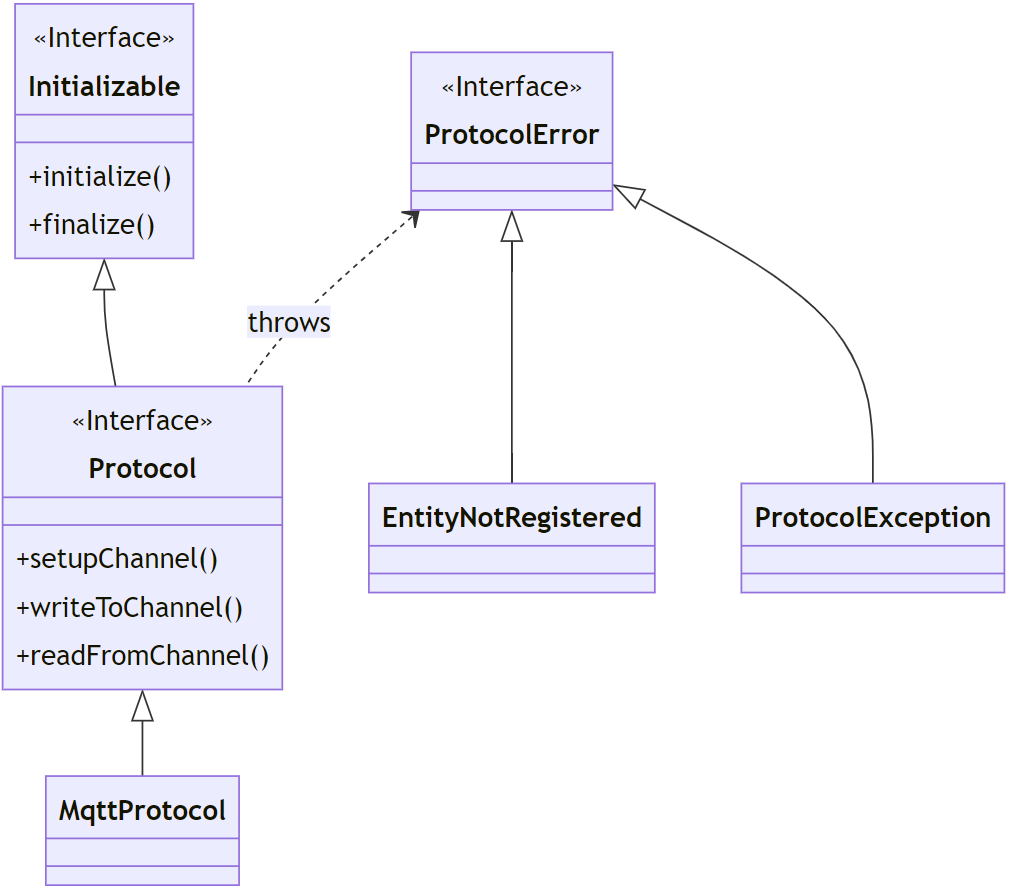 «Interface»
Initializable
+initialize()
+finalize()
«Interface»
ProtocolError
throws
«Interface»
Protocol
+setupChannel()
+writeToChannel()
+readFromChannel()
EntityNotRegistered
ProtocolException
MqttProtocol